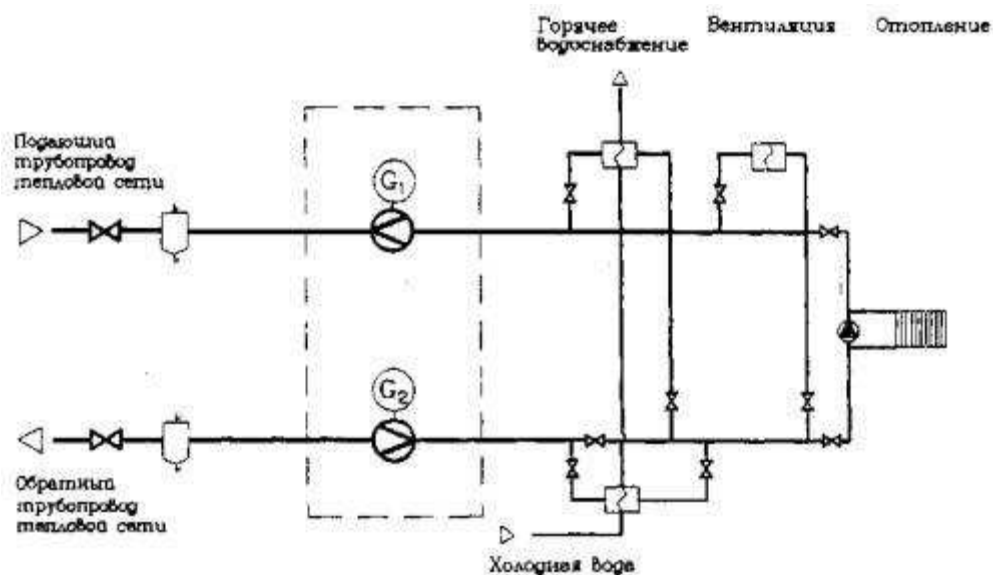 Горячее
водоснабжение
Вентиляция
Отопление
Подающий
трубопровод
тепловой сети
G1
G2
Обратный
трубопровод
тепловой сети
Холодная вода